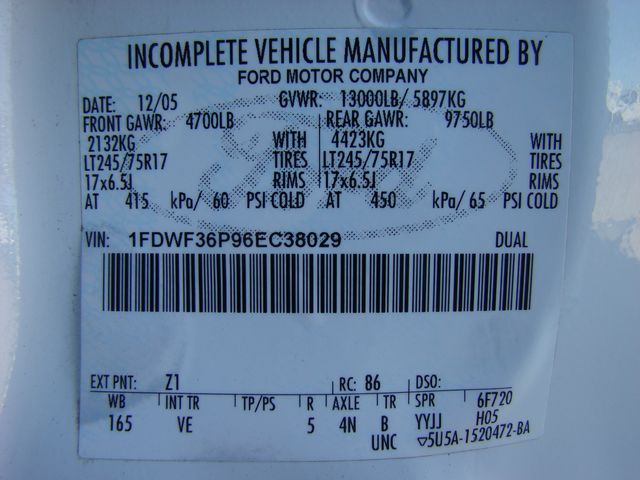 INCOMPLETE VEHICLE MANUFACTURED BY
FORD MOTOR COMPANY
DATE: 12/05 GVWR: 13000LB/ 5897KG
FRONT GAWR: 4700LB REAR GAWR: 9750LB
2132KG WITH 4423KG WITH
LT245/75R17 TIRES LT245/75R17 TIRES
17x6.5J RIMS 17x6.5J RIMS
AT 415 kPa/ 60 PSI COLD AT 450 kPa/ 65 PSI COLD
VIN: 1FDWF36P96EC38029 DUAL
EXT PNT: Z1 RC: 86 DSO:
WB INT TR TP/PS R AXLE TR SPR 6F720
165 VE 5 4N B YYJJ H05
UNC ▽5U5A-1520472-BA